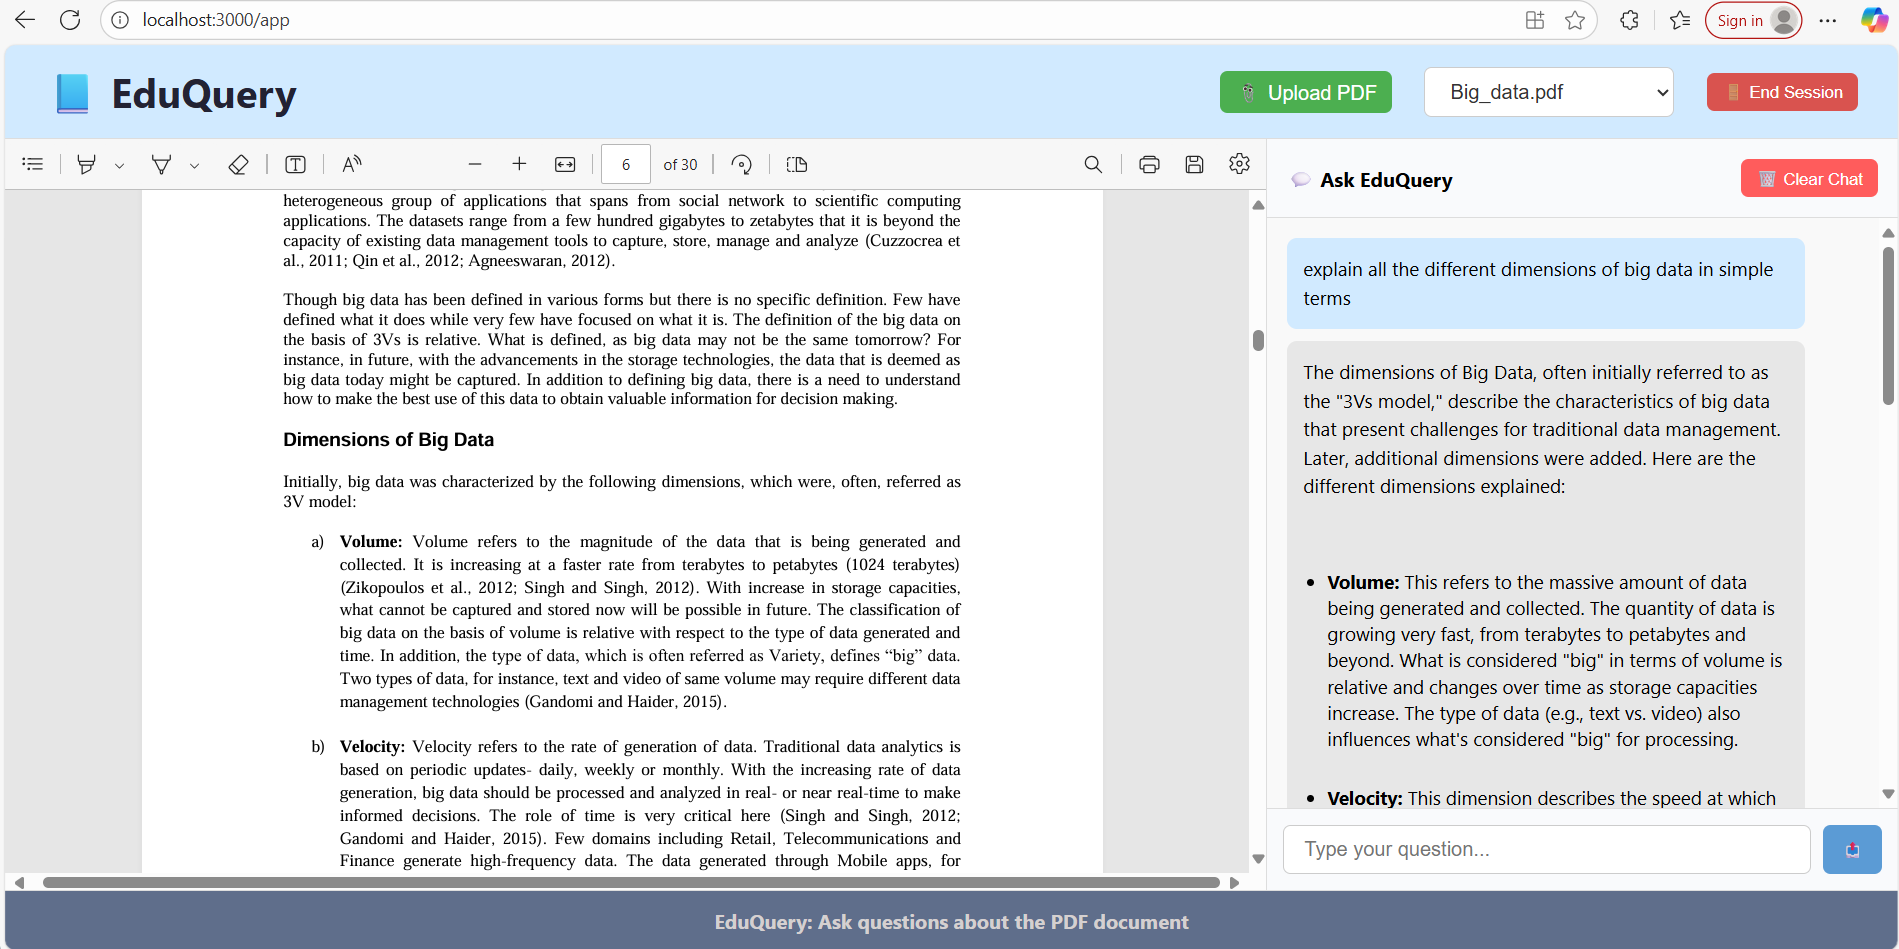 localhost:3000/app
Sign in
EduQuery
Upload PDF
Big_data.pdf
End Session
6
of 30
heterogeneous group of applications that spans from social network to scientific computing
applications. The datasets range from a few hundred gigabytes to zetabytes that it is beyond the
capacity of existing data management tools to capture, store, manage and analyze (Cuzzocrea et
al., 2011; Qin et al., 2012; Agneeswaran, 2012).
Though big data has been defined in various forms but there is no specific definition. Few have
defined what it does while very few have focused on what it is. The definition of the big data on
the basis of 3Vs is relative. What is defined, as big data may not be the same tomorrow? For
instance, in future, with the advancements in the storage technologies, the data that is deemed as
big data today might be captured. In addition to defining big data, there is a need to understand
how to make the best use of this data to obtain valuable information for decision making.
Dimensions of Big Data
Initially, big data was characterized by the following dimensions, which were, often, referred as
3V model:
a) Volume: Volume refers to the magnitude of the data that is being generated and
collected. It is increasing at a faster rate from terabytes to petabytes (1024 terabytes)
(Zikopoulos et al., 2012; Singh and Singh, 2012). With increase in storage capacities,
what cannot be captured and stored now will be possible in future. The classification of
big data on the basis of volume is relative with respect to the type of data generated and
time. In addition, the type of data, which is often referred as Variety, defines “big” data.
Two types of data, for instance, text and video of same volume may require different data
management technologies (Gandomi and Haider, 2015).
b) Velocity: Velocity refers to the rate of generation of data. Traditional data analytics is
based on periodic updates- daily, weekly or monthly. With the increasing rate of data
generation, big data should be processed and analyzed in real- or near real-time to make
informed decisions. The role of time is very critical here (Singh and Singh, 2012;
Gandomi and Haider, 2015). Few domains including Retail, Telecommunications and
Finance generate high-frequency data. The data generated through Mobile apps, for
Ask EduQuery
Clear Chat
explain all the different dimensions of big data in simple
terms
The dimensions of Big Data, often initially referred to as
the "3Vs model," describe the characteristics of big data
that present challenges for traditional data management.
Later, additional dimensions were added. Here are the
different dimensions explained:
• Volume: This refers to the massive amount of data
being generated and collected. The quantity of data is
growing very fast, from terabytes to petabytes and
beyond. What is considered "big" in terms of volume is
relative and changes over time as storage capacities
increase. The type of data (e.g., text vs. video) also
influences what's considered "big" for processing.
• Velocity: This dimension describes the speed at which
Type your question...
EduQuery: Ask questions about the PDF document